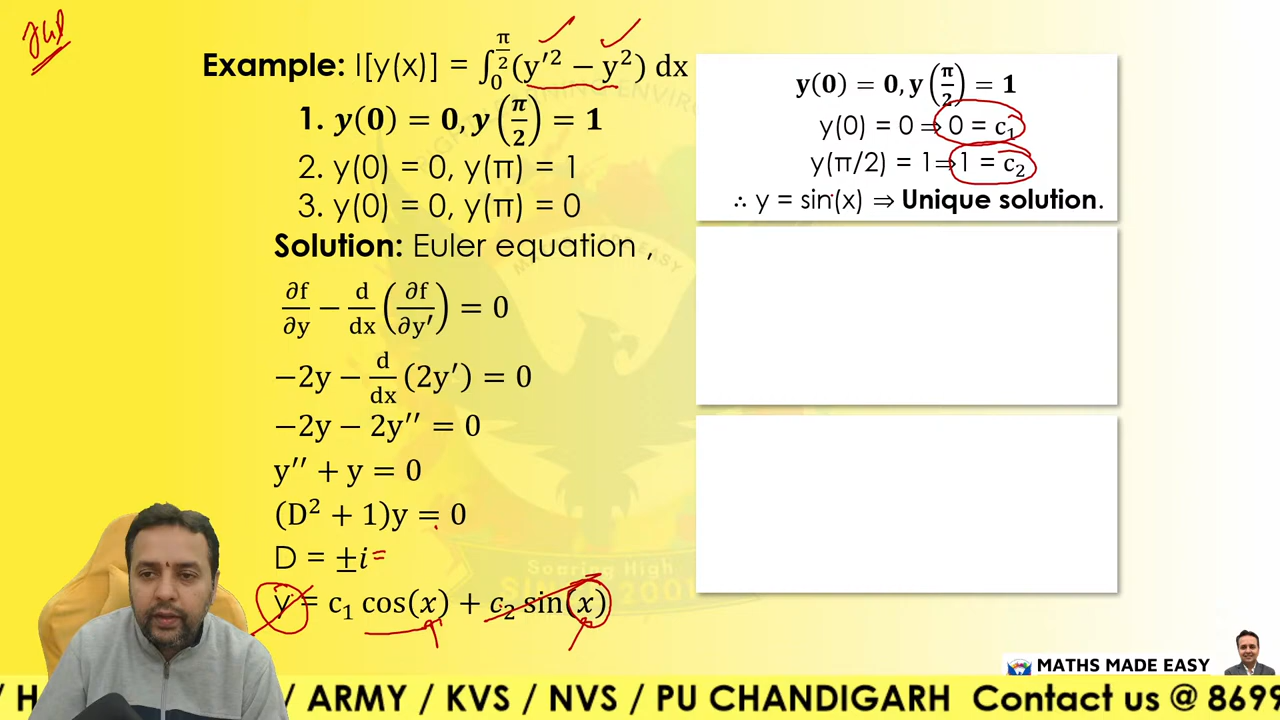 Example: I[y(x)] = ∫₀^(π/2) (y′² − y²) dx
1. y(0) = 0, y(π/2) = 1
2. y(0) = 0, y(π) = 1
3. y(0) = 0, y(π) = 0
Solution: Euler equation ,
∂f/∂y − d/dx (∂f/∂y′) = 0
−2y − d/dx (2y′) = 0
−2y − 2y′′ = 0
y′′ + y = 0
(D² + 1)y = 0
D = ±i
y = c₁ cos(x) + c₂ sin(x)
y(0) = 0, y(π/2) = 1
y(0) = 0 ⇒ 0 = c₁
y(π/2) = 1⇒ 1 = c₂
∴ y = sin(x) ⇒ Unique solution.
MATHS MADE EASY
/ ARMY / KVS / NVS / PU CHANDIGARH Contact us @ 8699